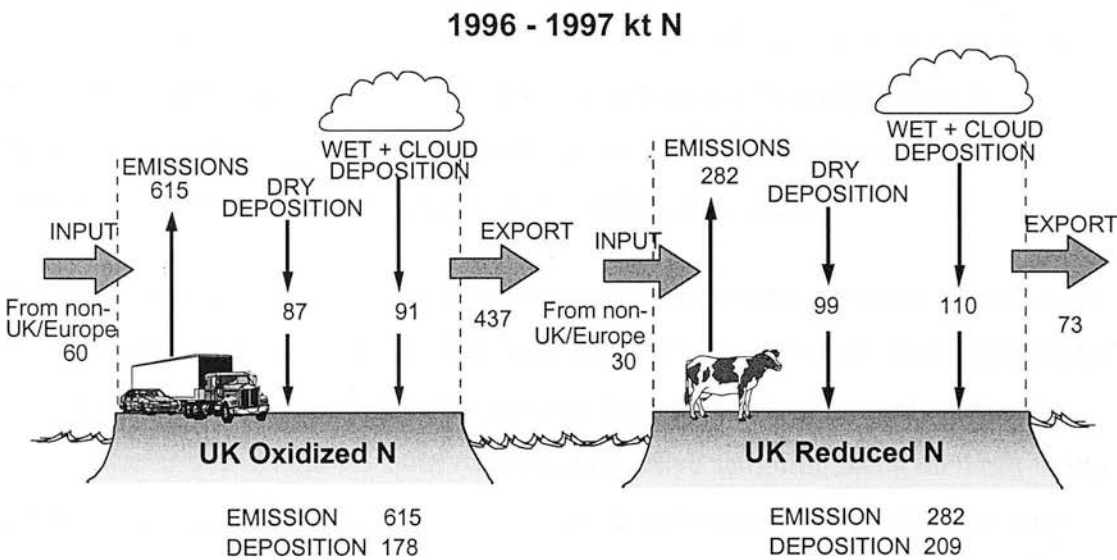 1996 - 1997 kt N
EMISSIONS
615
DRY
DEPOSITION
WET + CLOUD
DEPOSITION
INPUT
From non-
UK/Europe
60
87
91
EXPORT
437
UK Oxidized N
EMISSION 615
DEPOSITION 178
EMISSIONS
282
DRY
DEPOSITION
WET + CLOUD
DEPOSITION
INPUT
From non-
UK/Europe
30
99
110
EXPORT
73
UK Reduced N
EMISSION 282
DEPOSITION 209